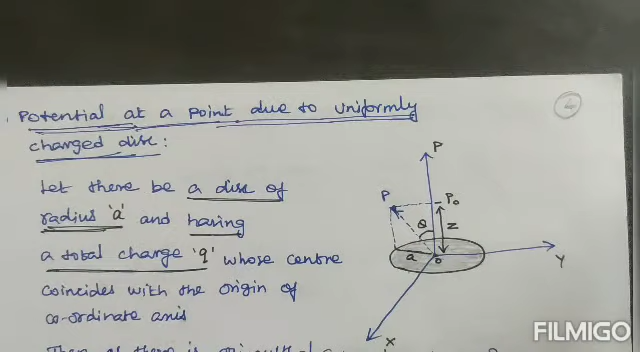 Potential at a point due to uniformly
charged disc:
4
Let there be a disc of
radius 'a' and having
a total charge 'q' whose centre
coincides with the origin of
co-ordinate axis
P
P
P0
θ
Z
a
O
Y
X
FILMIGO